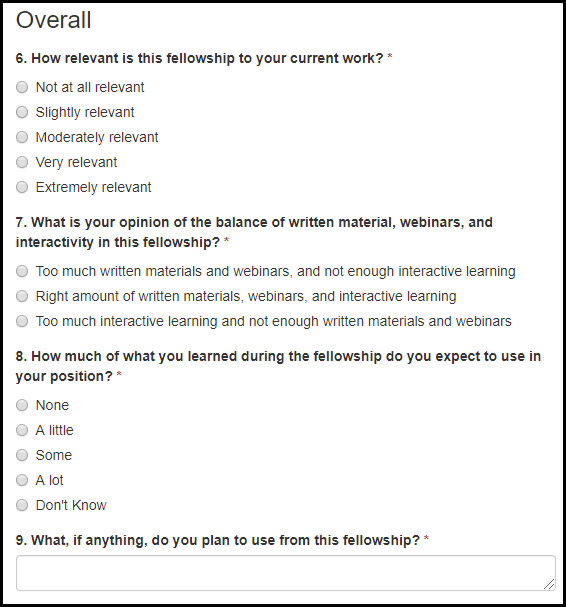 Overall
6. How relevant is this fellowship to your current work? *
Not at all relevant
Slightly relevant
Moderately relevant
Very relevant
Extremely relevant
7. What is your opinion of the balance of written material, webinars, and
interactivity in this fellowship? *
Too much written materials and webinars, and not enough interactive learning
Right amount of written materials, webinars, and interactive learning
Too much interactive learning and not enough written materials and webinars
8. How much of what you learned during the fellowship do you expect to use in
your position? *
None
A little
Some
A lot
Don't Know
9. What, if anything, do you plan to use from this fellowship? *